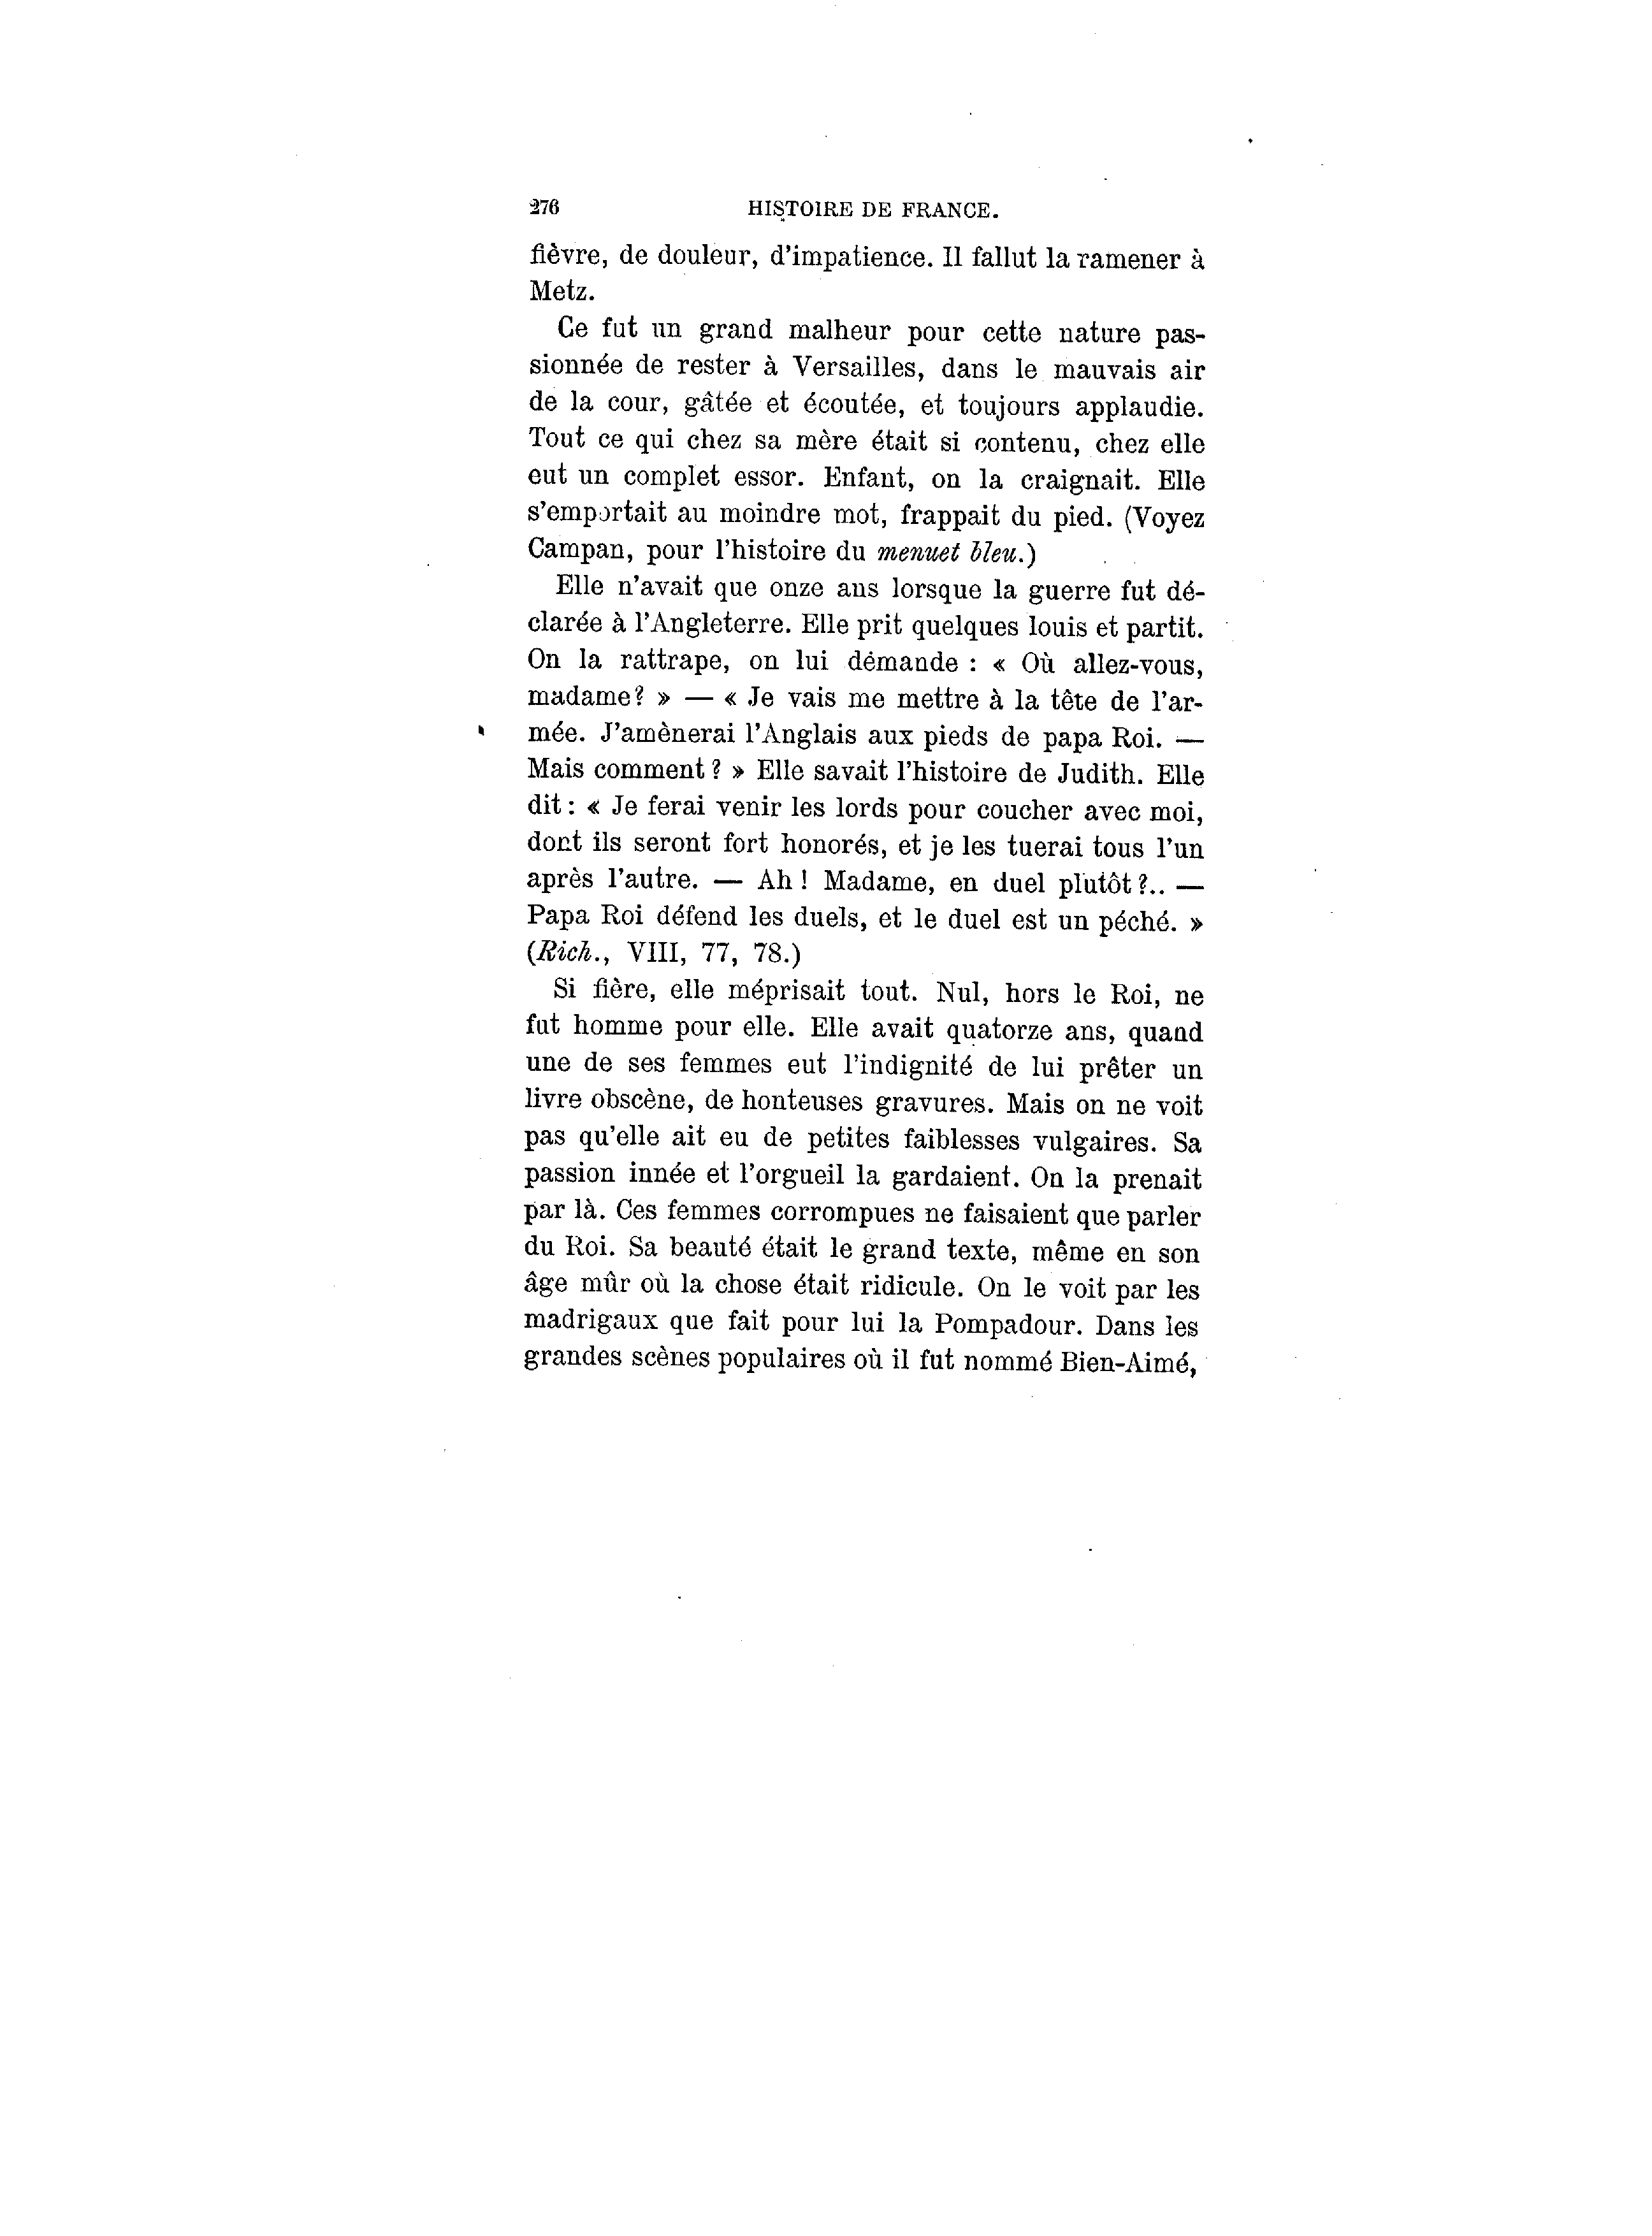 276
HISTOIRE DE FRANCE.
fièvre, de douleur, d'impatience. Il fallut la ramener à
Metz.
Ce fut un grand malheur pour cette nature pas-
sionnée de rester à Versailles, dans le mauvais air
de la cour, gâtée et écoutée, et toujours applaudie.
Tout ce qui chez sa mère était si contenu, chez elle
eut un complet essor. Enfant, on la craignait. Elle
s'emportait au moindre mot, frappait du pied. (Voyez
Campan, pour l'histoire du menuet bleu.)
Elle n'avait que onze ans lorsque la guerre fut dé-
clarée à l'Angleterre. Elle prit quelques louis et partit.
On la rattrape, on lui demande : « Où allez-vous,
madame? » — « Je vais me mettre à la tête de l'ar-
mée. J'amènerai l'Anglais aux pieds de papa Roi. —
Mais comment ? » Elle savait l'histoire de Judith. Elle
dit : « Je ferai venir les lords pour coucher avec moi,
dont ils seront fort honorés, et je les tuerai tous l'un
après l'autre. — Ah ! Madame, en duel plutôt ?.. —
Papa Roi défend les duels, et le duel est un péché. »
(Rich., VIII, 77, 78.)
Si fière, elle méprisait tout. Nul, hors le Roi, ne
fut homme pour elle. Elle avait quatorze ans, quand
une de ses femmes eut l'indignité de lui prêter un
livre obscène, de honteuses gravures. Mais on ne voit
pas qu'elle ait eu de petites faiblesses vulgaires. Sa
passion innée et l'orgueil la gardaient. On la prenait
par là. Ces femmes corrompues ne faisaient que parler
du Roi. Sa beauté était le grand texte, même en son
âge mûr où la chose était ridicule. On le voit par les
madrigaux que fait pour lui la Pompadour. Dans les
grandes scènes populaires où il fut nommé Bien-Aimé,